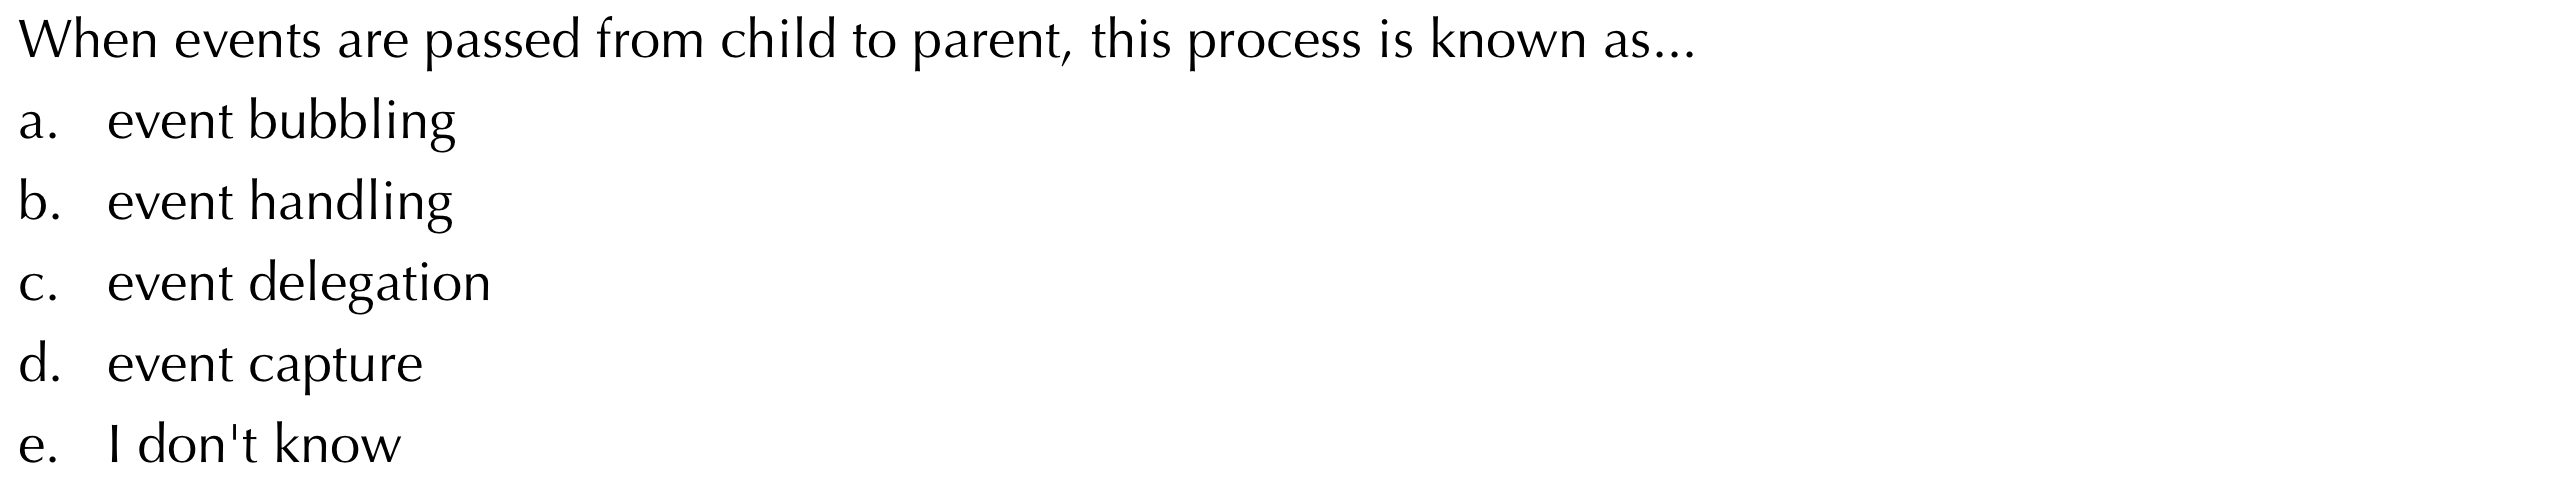 When events are passed from child to parent, this process is known as...
a. event bubbling
b. event handling
c. event delegation
d. event capture
e. I don't know